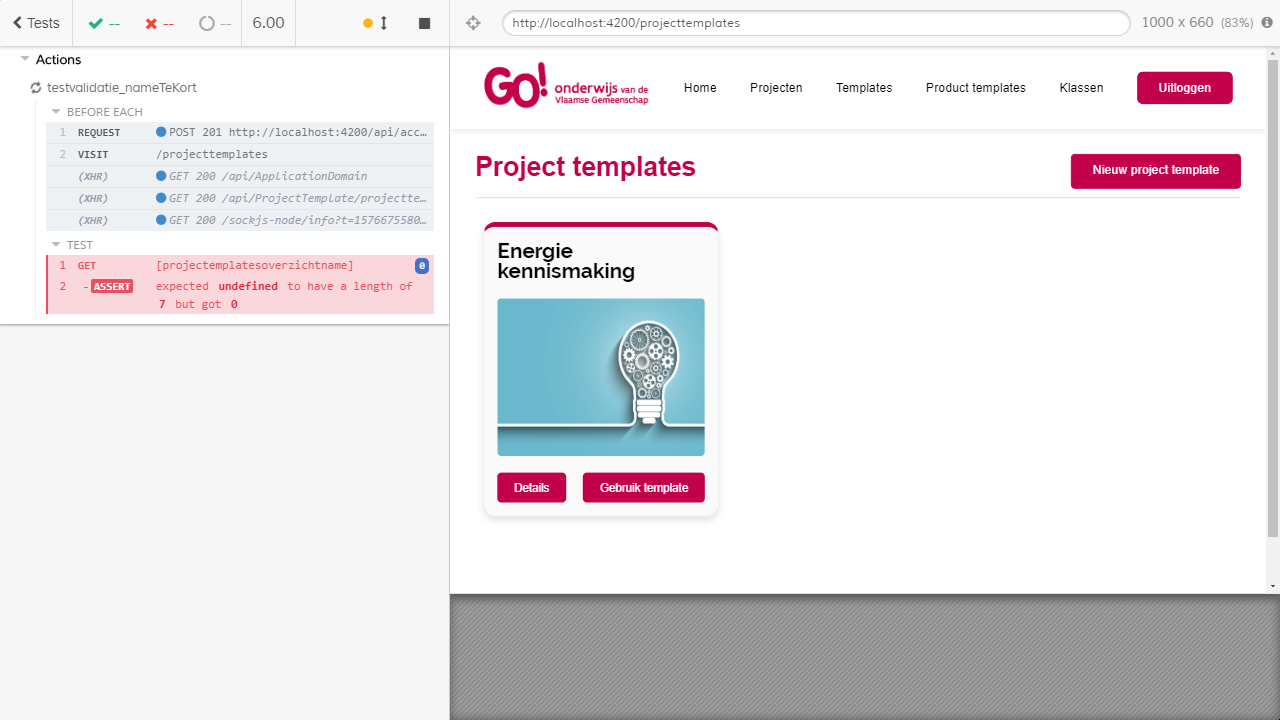 Tests
--
--
--
6.00
http://localhost:4200/projecttemplates
1000 x 660 (83%)
Actions
testvalidatie_nameTeKort
BEFORE EACH
1 REQUEST POST 201 http://localhost:4200/api/acc…
2 VISIT /projecttemplates
(XHR) GET 200 /api/ApplicationDomain
(XHR) GET 200 /api/ProjectTemplate/projectte…
(XHR) GET 200 /sockjs-node/info?t=1576675580…
TEST
1 GET [projectemplatesoverzichtname] 0
2 -ASSERT expected undefined to have a length of
7 but got 0
GO! onderwijs van de
Vlaamse Gemeenschap
Home Projecten Templates Product templates Klassen Uitloggen
Project templates
Nieuw project template
Energie
kennismaking
Details Gebruik template